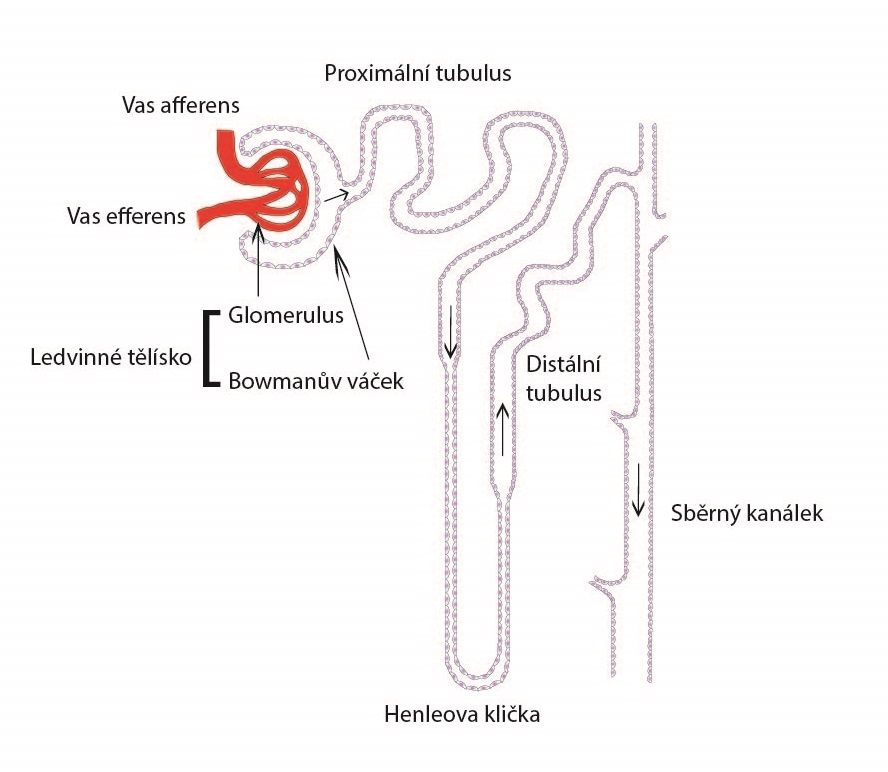 Proximální tubulus
Vas afferens
Vas efferens
Glomerulus
Ledvinné tělísko
Bowmanův váček
Distální
tubulus
Sběrný kanálek
Henleova klička